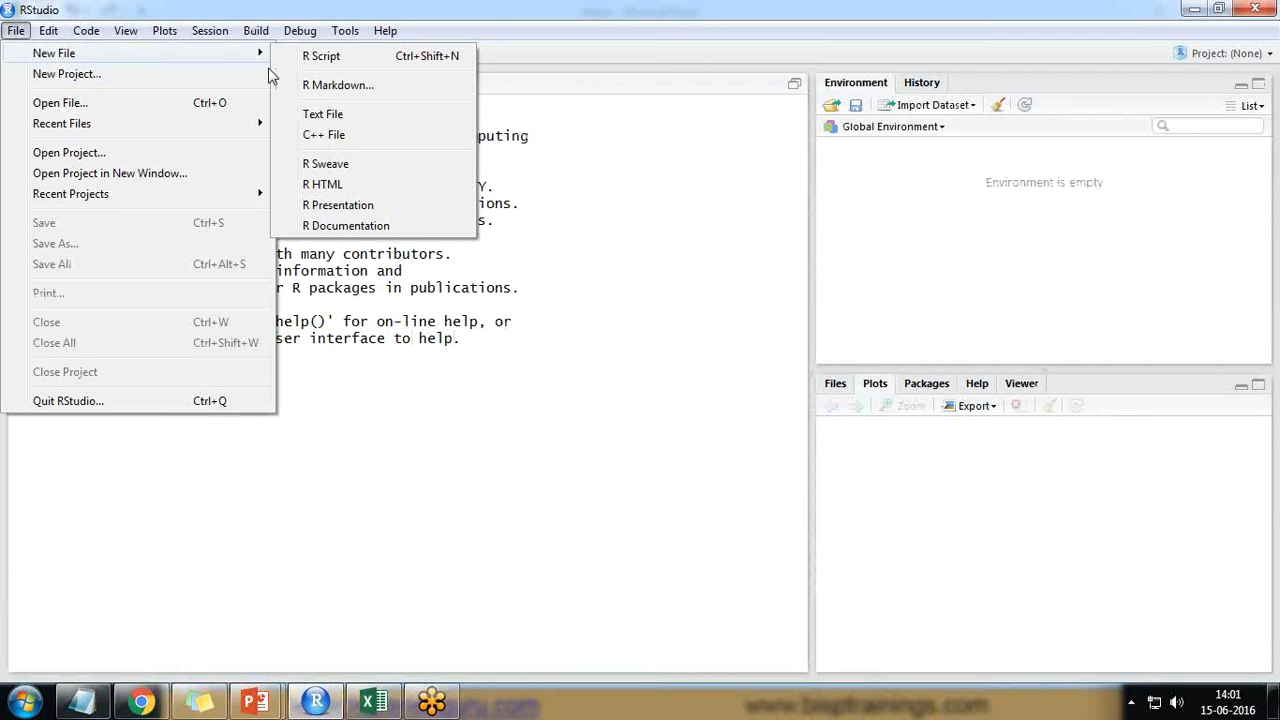 RStudio
File Edit Code View Plots Session Build Debug Tools Help
Project: (None)
New File
New Project...
Open File... Ctrl+O
Recent Files
Open Project...
Open Project in New Window...
Recent Projects
Save Ctrl+S
Save As...
Save All Ctrl+Alt+S
Print...
Close Ctrl+W
Close All Ctrl+Shift+W
Close Project
Quit RStudio... Ctrl+Q
R Script Ctrl+Shift+N
R Markdown...
Text File
C++ File
R Sweave
R HTML
R Presentation
R Documentation
puting
Y.
ions.
s.
th many contributors.
information and
r R packages in publications.
help()' for on-line help, or
ser interface to help.
Environment History
Import Dataset List
Global Environment
Environment is empty
Files Plots Packages Help Viewer
Zoom Export
www.bisptrainings.com
14:01
15-06-2016